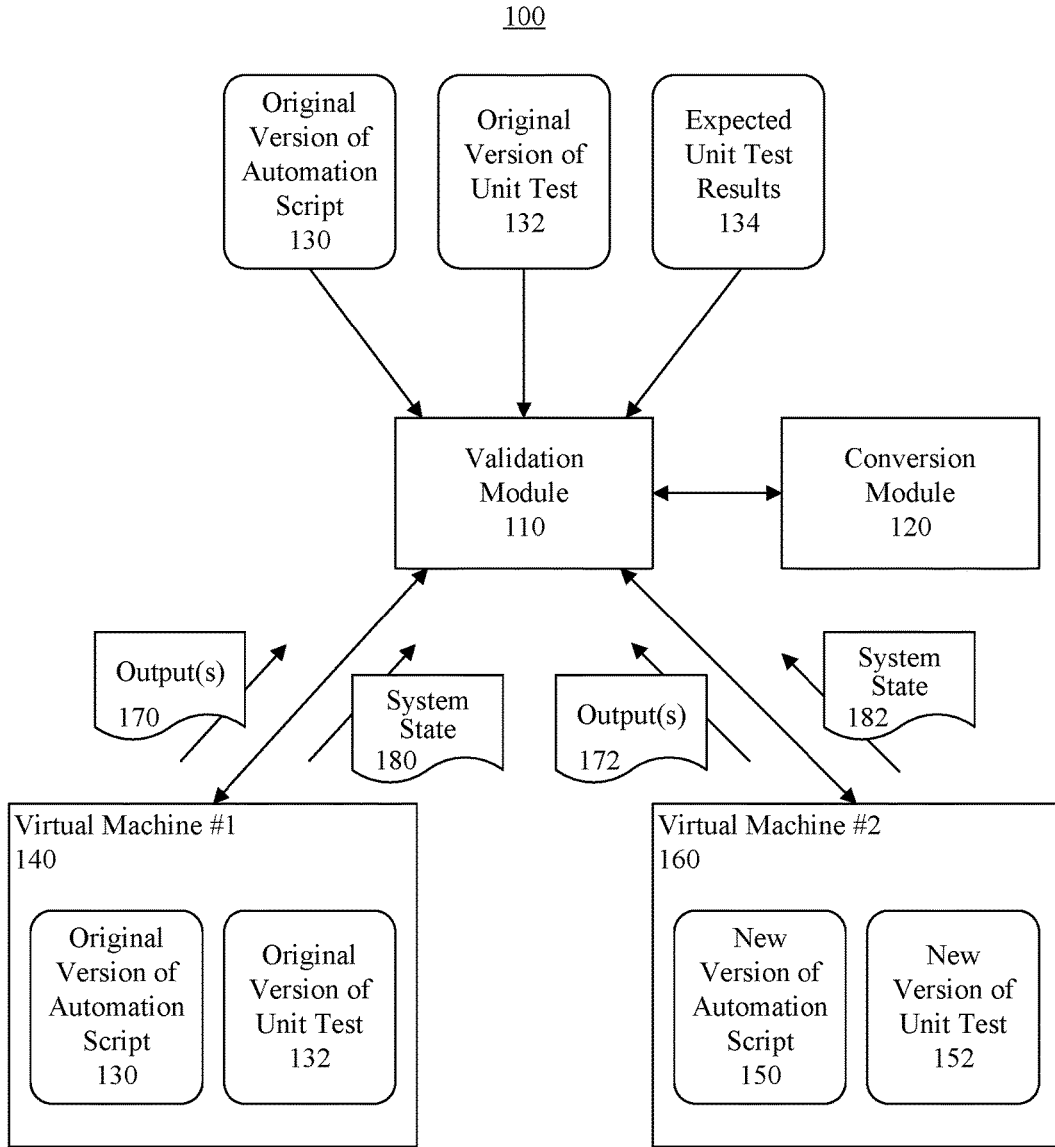 100
Original
Version of
Automation
Script
130
Original
Version of
Unit Test
132
Expected
Unit Test
Results
134
Validation
Module
110
Conversion
Module
120
Output(s)
170
System
State
180
Output(s)
172
System
State
182
Virtual Machine #1
140
Original
Version of
Automation
Script
130
Original
Version of
Unit Test
132
Virtual Machine #2
160
New
Version of
Automation
Script
150
New
Version of
Unit Test
152